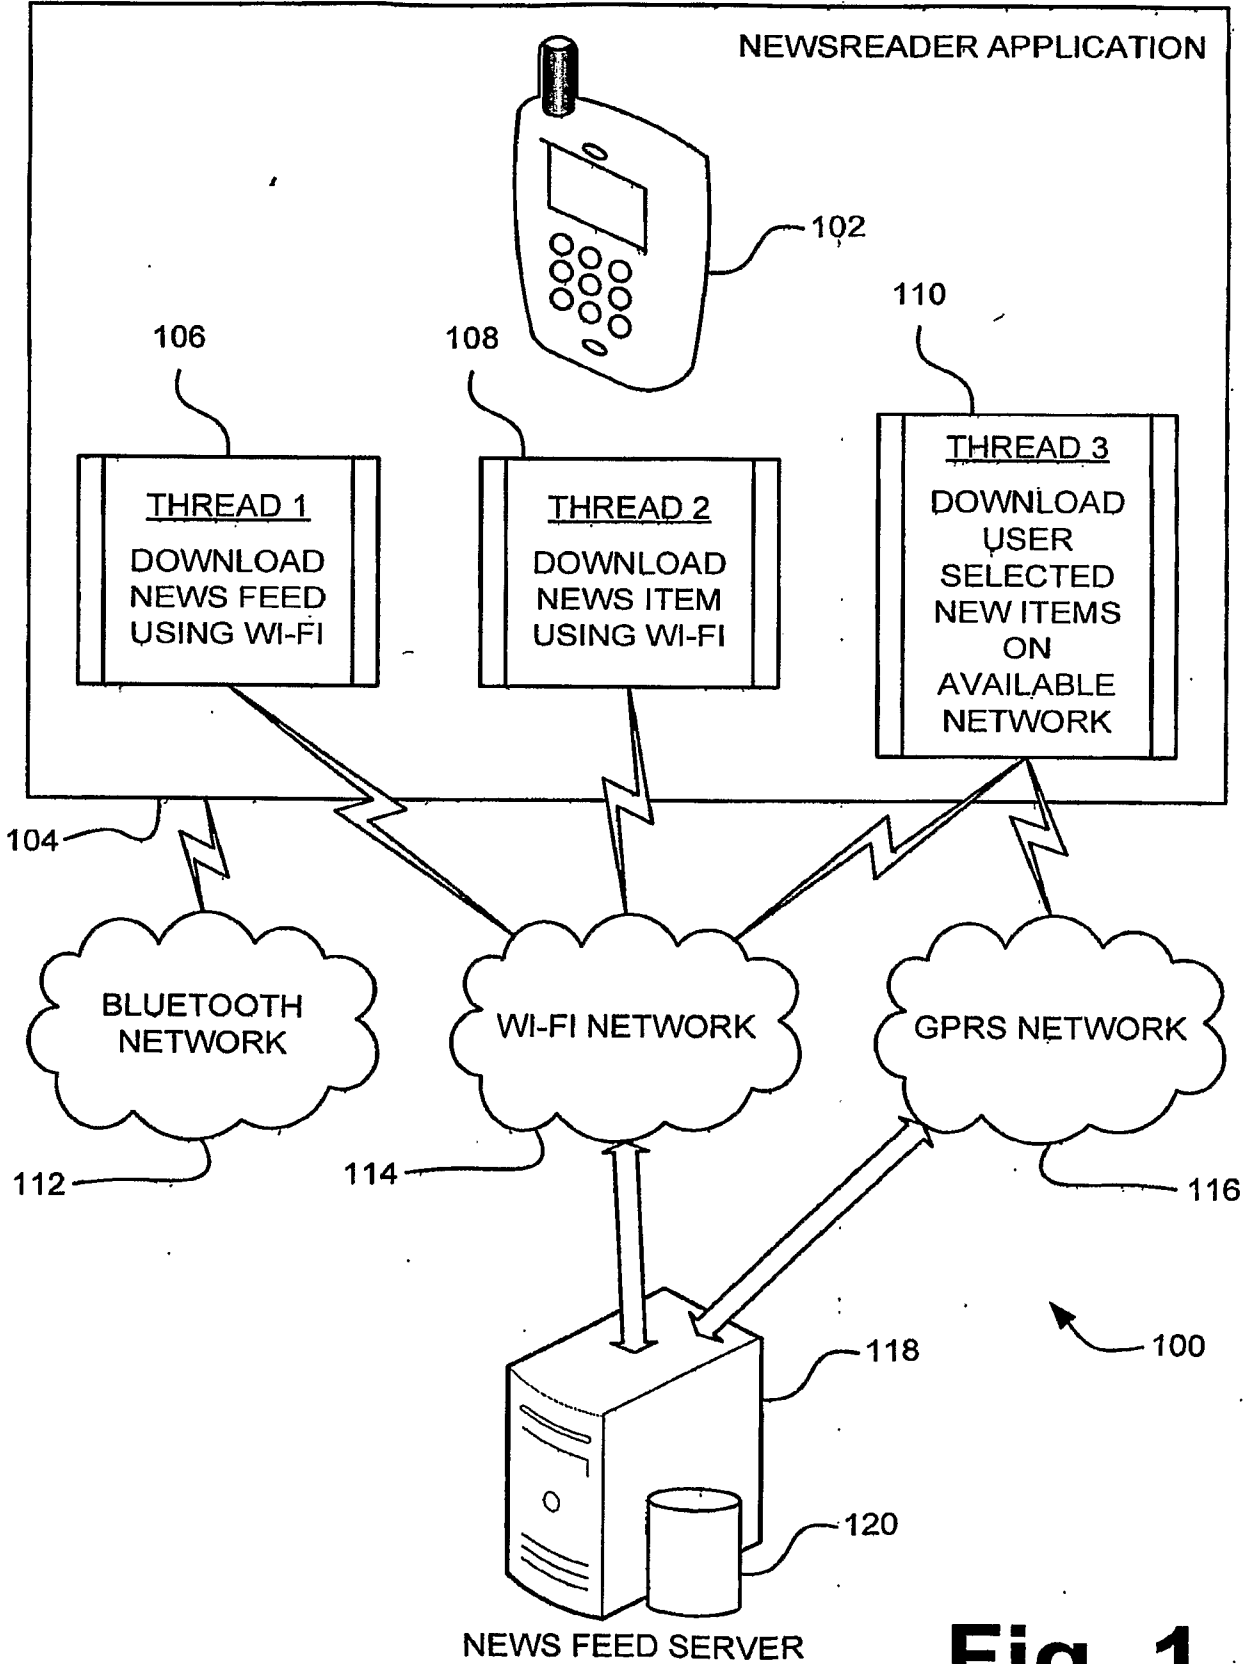 NEWSREADER APPLICATION
102
110
106
108
THREAD 1
DOWNLOAD
NEWS FEED
USING WI-FI
THREAD 2
DOWNLOAD
NEWS ITEM
USING WI-FI
THREAD 3
DOWNLOAD
USER
SELECTED
NEW ITEMS
ON
AVAILABLE
NETWORK
104
BLUETOOTH
NETWORK
WI-FI NETWORK
GPRS NETWORK
112
114
116
100
118
120
NEWS FEED SERVER
Fig. 1